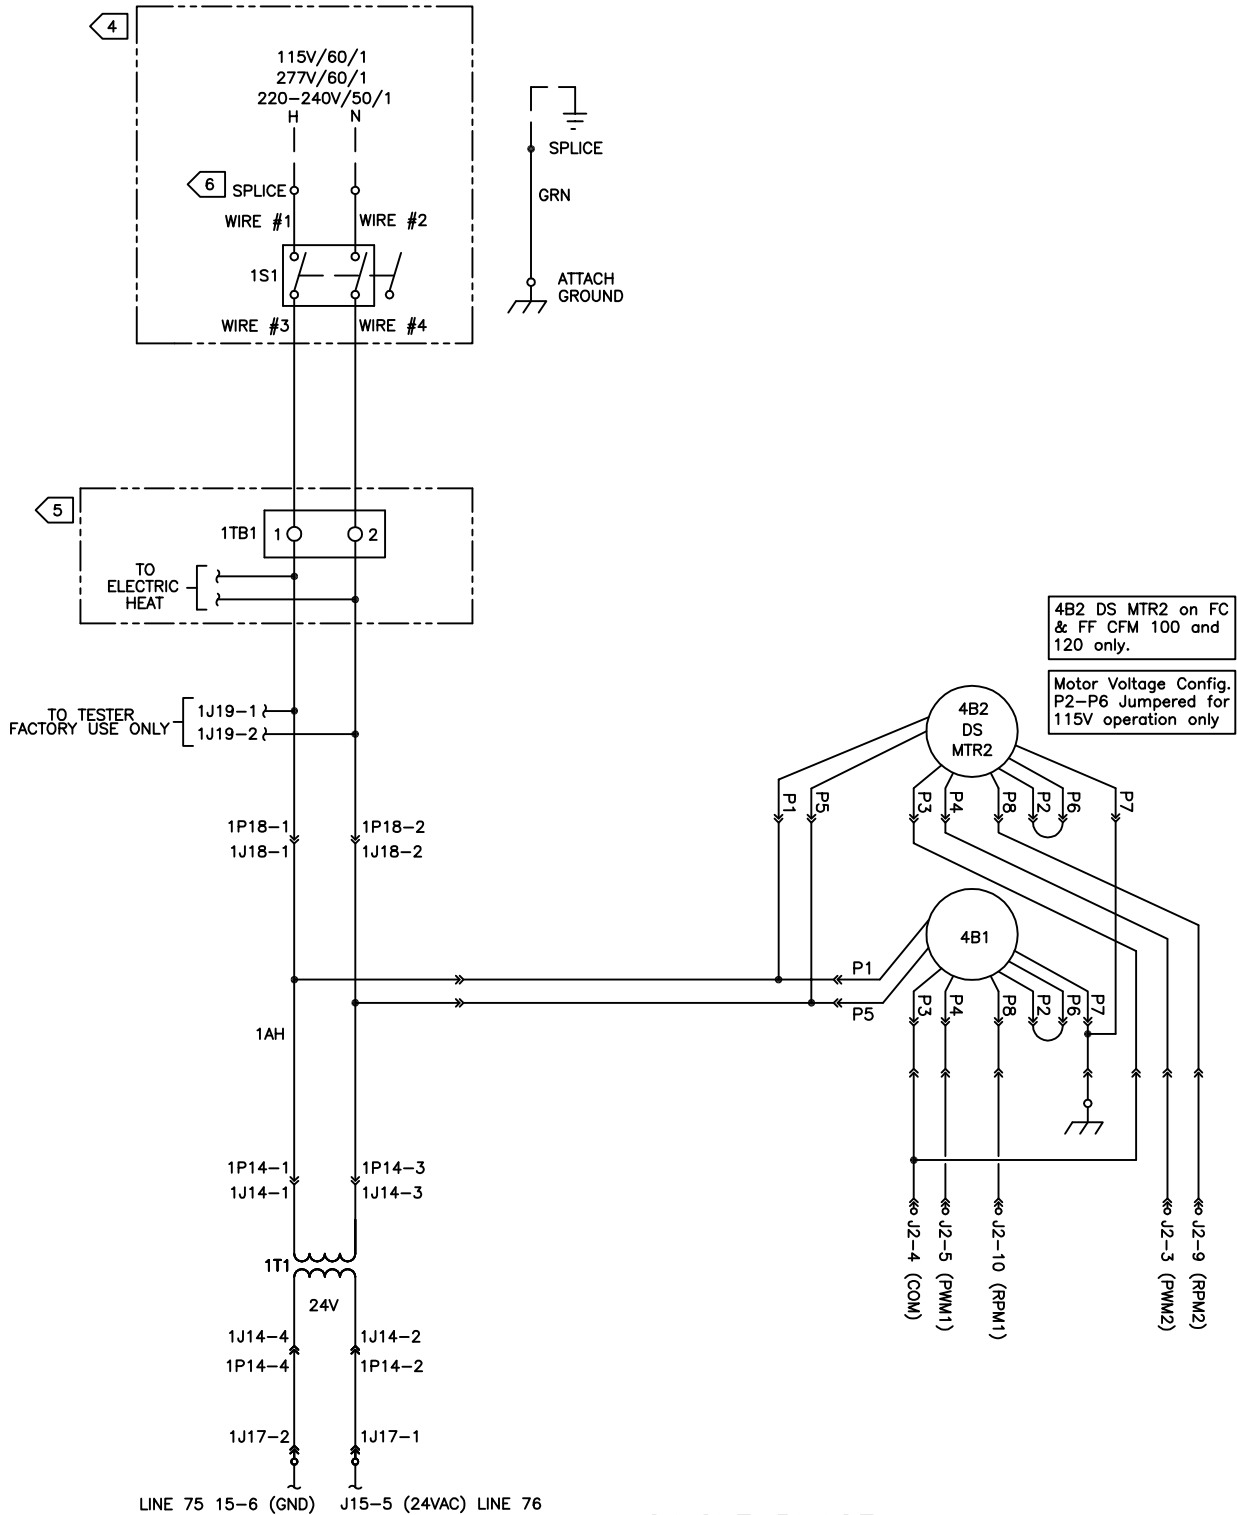 4
115V/60/1
277V/60/1
220-240V/50/1
H N
SPLICE
6 SPLICE
GRN
WIRE #1 WIRE #2
1S1
ATTACH
GROUND
WIRE #3 WIRE #4
5
1TB1 1 2
TO
ELECTRIC
HEAT
4B2 DS MTR2 on FC
& FF CFM 100 and
120 only.
Motor Voltage Config.
P2-P6 Jumpered for
115V operation only
TO TESTER
FACTORY USE ONLY
1J19-1
1J19-2
4B2
DS
MTR2
P1 P5 P3 P4 P8 P2 P6 P7
1P18-1 1P18-2
1J18-1 1J18-2
4B1
P1
P5
P3 P4 P8 P2 P6 P7
1AH
1P14-1 1P14-3
1J14-1 1J14-3
1T1
24V
J2-4 (COM)
J2-5 (PWM1)
J2-10 (RPM1)
J2-3 (PWM2)
J2-9 (RPM2)
1J14-4 1J14-2
1P14-4 1P14-2
1J17-2 1J17-1
LINE 75 15-6 (GND) J15-5 (24VAC) LINE 76